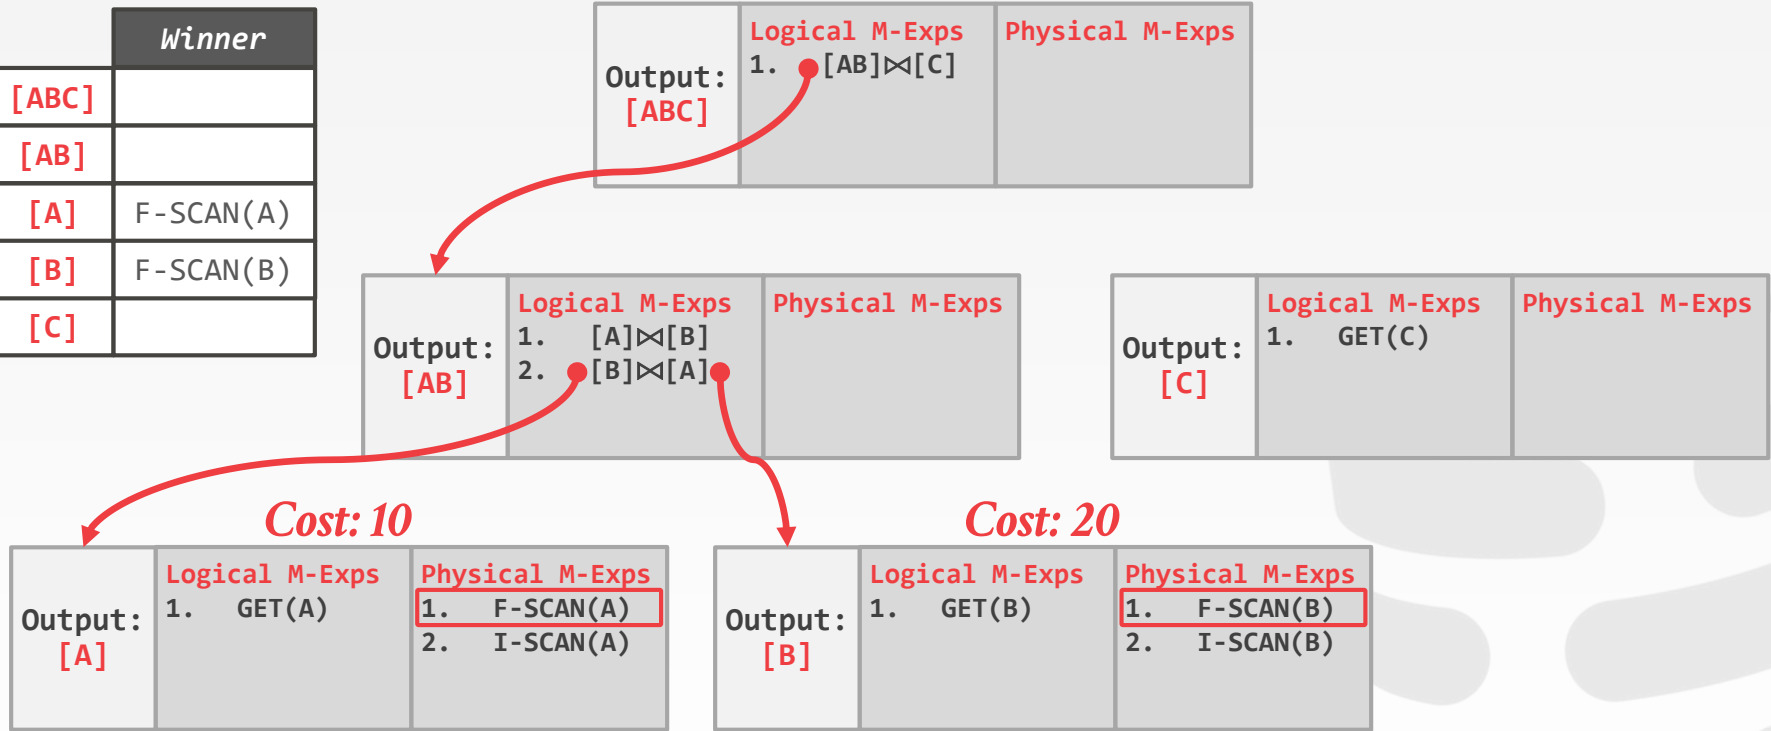 Winner
[ABC]
[AB]
[A] F-SCAN(A)
[B] F-SCAN(B)
[C]
Output:
[ABC]
Logical M-Exps
1. [AB]⋈[C]
Physical M-Exps
Output:
[AB]
Logical M-Exps
1. [A]⋈[B]
2. [B]⋈[A]
Physical M-Exps
Output:
[C]
Logical M-Exps
1. GET(C)
Physical M-Exps
Cost: 10
Output:
[A]
Logical M-Exps
1. GET(A)
Physical M-Exps
1. F-SCAN(A)
2. I-SCAN(A)
Cost: 20
Output:
[B]
Logical M-Exps
1. GET(B)
Physical M-Exps
1. F-SCAN(B)
2. I-SCAN(B)